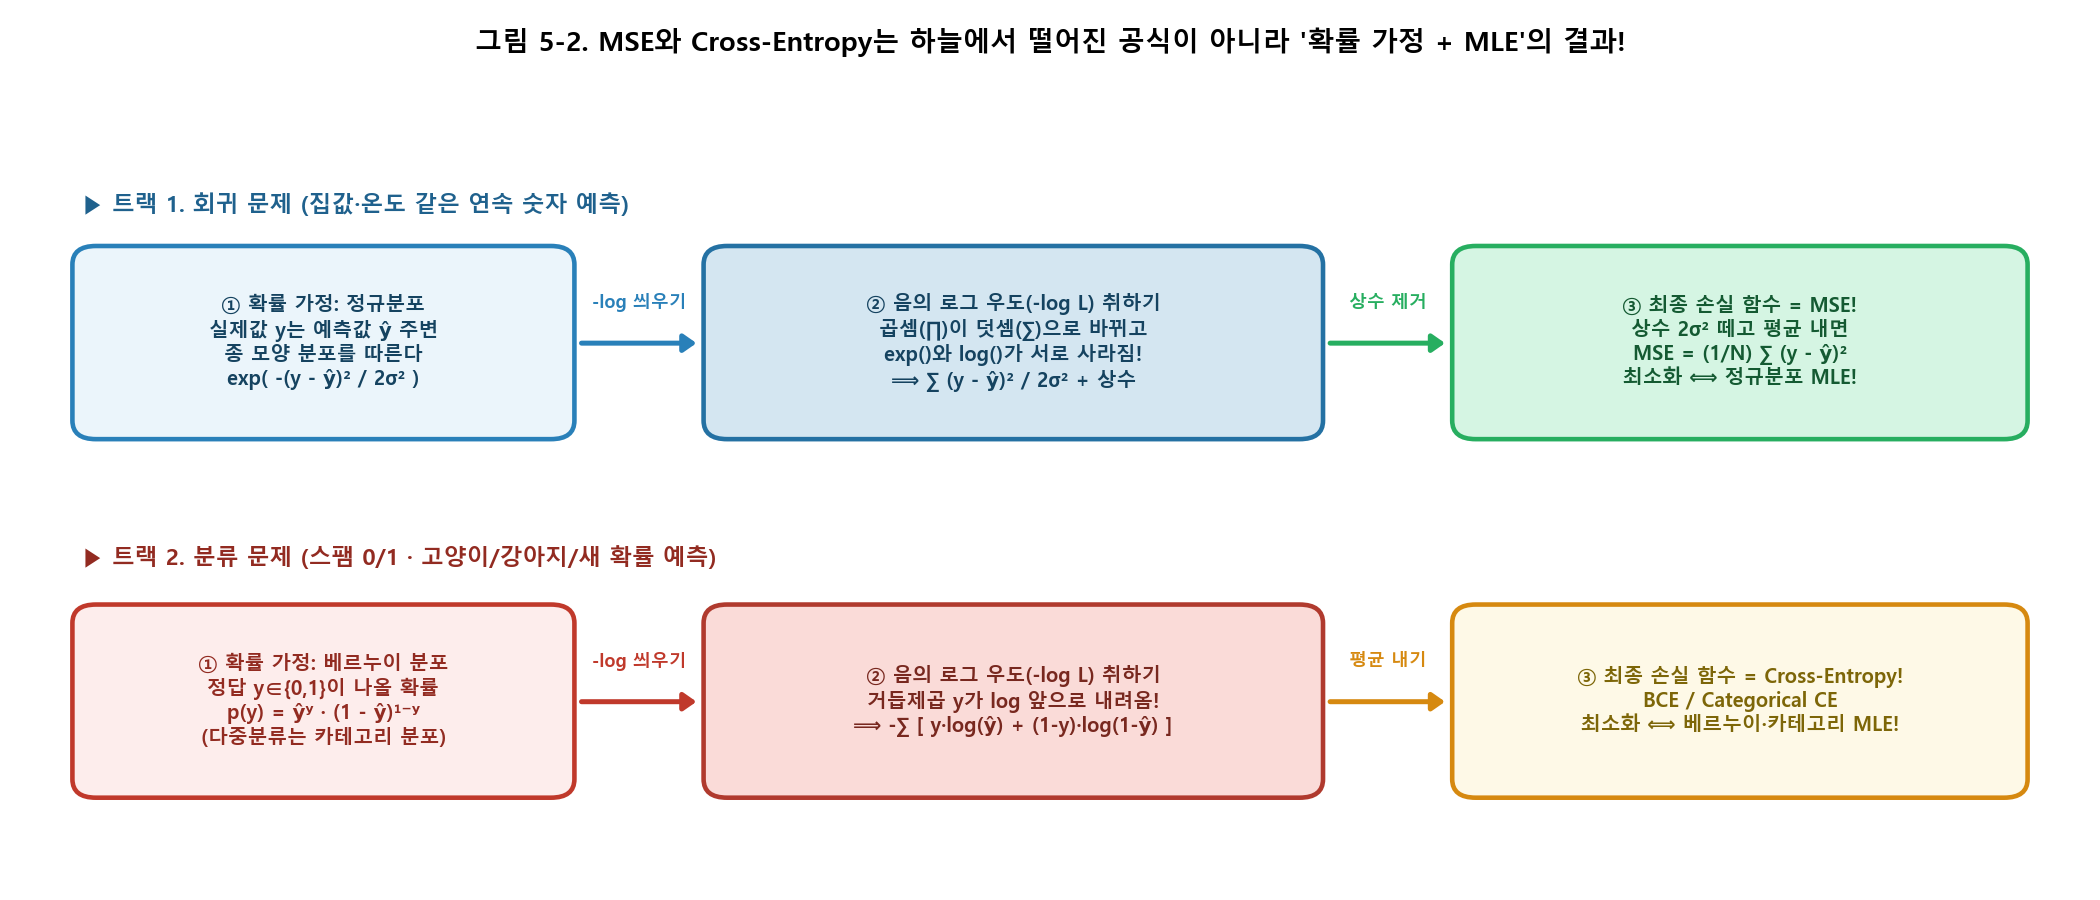 그림 5-2. MSE와 Cross-Entropy는 하늘에서 떨어진 공식이 아니라 '확률 가정 + MLE'의 결과!
▶ 트랙 1. 회귀 문제 (집값·온도 같은 연속 숫자 예측)
① 확률 가정: 정규분포
실제값 y는 예측값 ŷ 주변
종 모양 분포를 따른다
exp( -(y - ŷ)² / 2σ² )
-log 씌우기
② 음의 로그 우도(-log L) 취하기
곱셈(∏)이 덧셈(∑)으로 바뀌고
exp()와 log()가 서로 사라짐!
⟹ ∑ (y - ŷ)² / 2σ² + 상수
상수 제거
③ 최종 손실 함수 = MSE!
상수 2σ² 떼고 평균 내면
MSE = (1/N) ∑ (y - ŷ)²
최소화 ⟺ 정규분포 MLE!
▶ 트랙 2. 분류 문제 (스팸 0/1 · 고양이/강아지/새 확률 예측)
① 확률 가정: 베르누이 분포
정답 y∈{0,1}이 나올 확률
p(y) = ŷʸ · (1 - ŷ)¹⁻ʸ
(다중분류는 카테고리 분포)
-log 씌우기
② 음의 로그 우도(-log L) 취하기
거듭제곱 y가 log 앞으로 내려옴!
⟹ -∑ [ y·log(ŷ) + (1-y)·log(1-ŷ) ]
평균 내기
③ 최종 손실 함수 = Cross-Entropy!
BCE / Categorical CE
최소화 ⟺ 베르누이·카테고리 MLE!